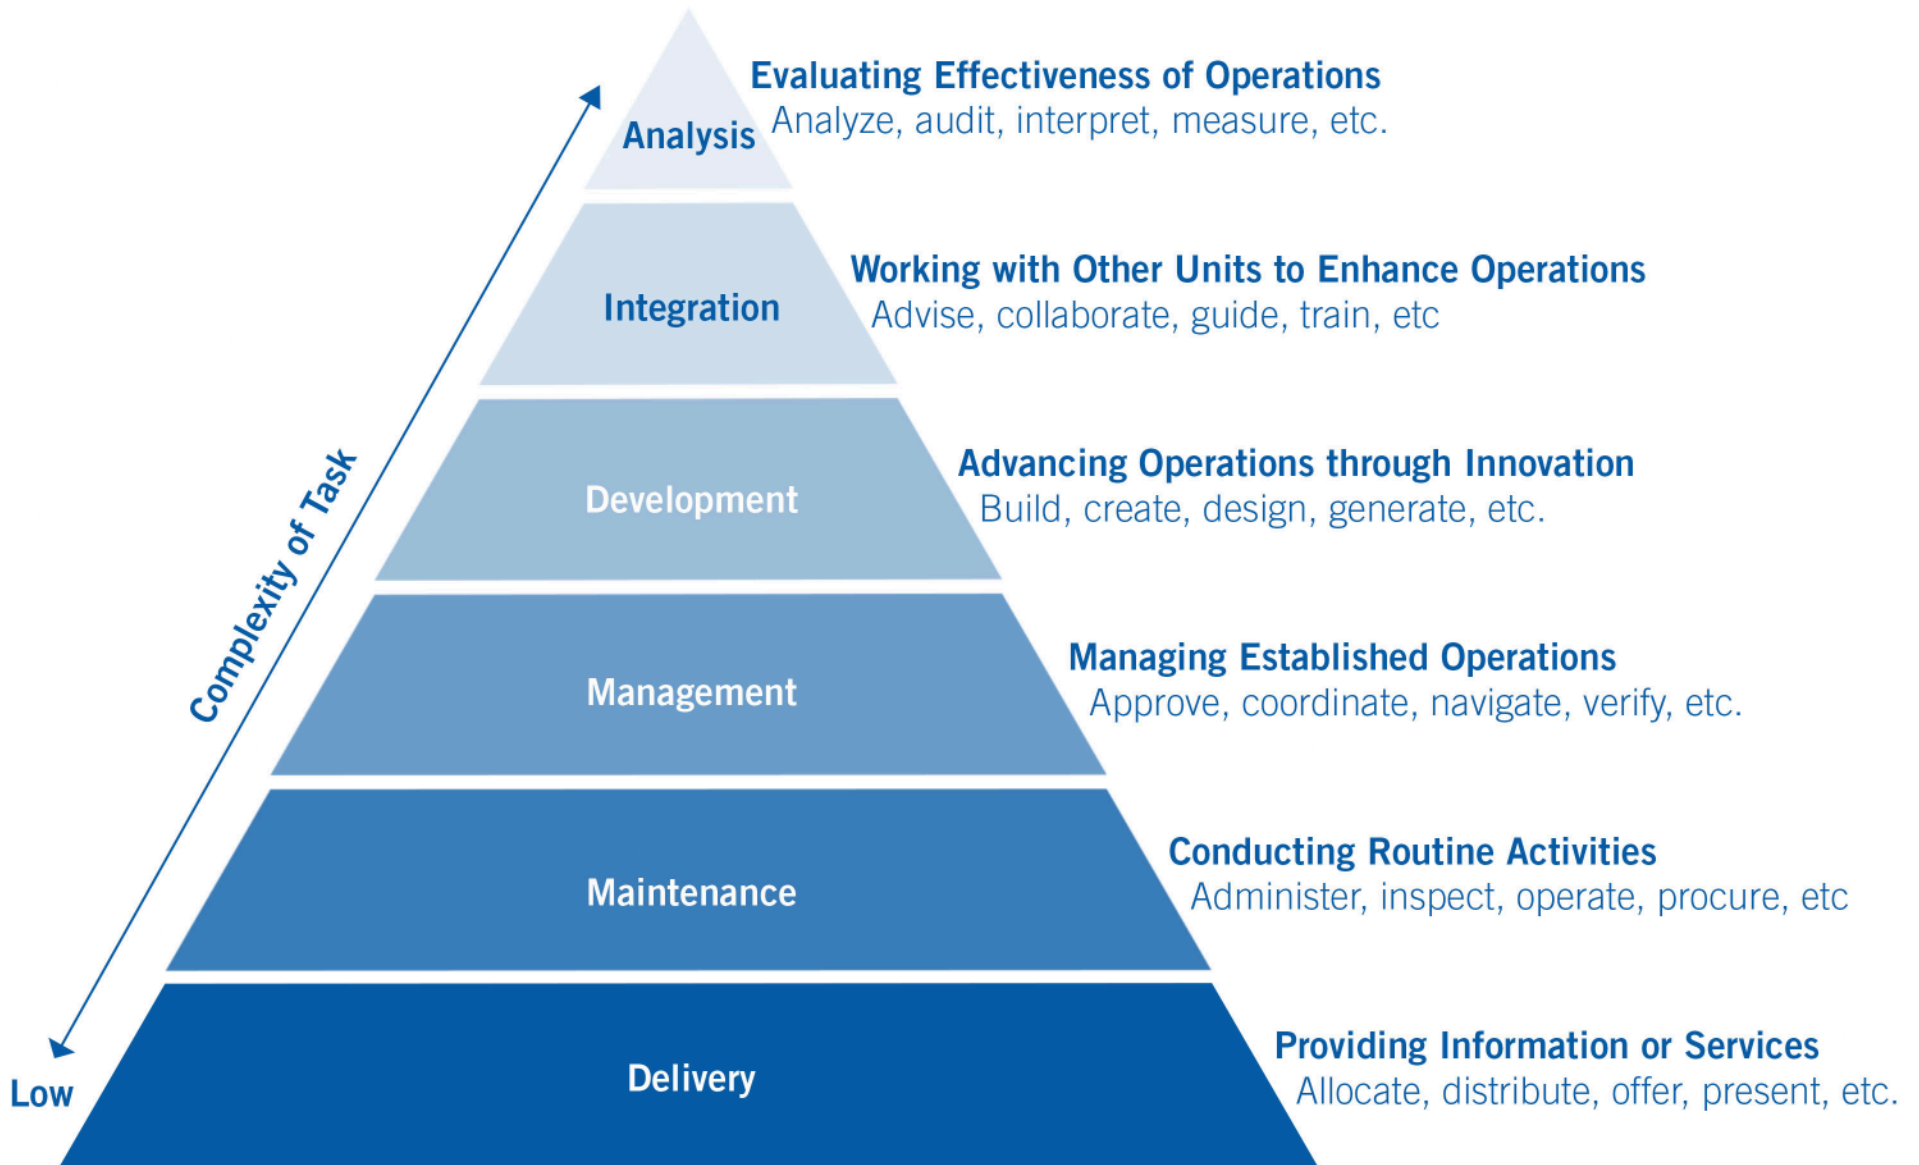 Evaluating Effectiveness of Operations
Analyze, audit, interpret, measure, etc.
Analysis
Working with Other Units to Enhance Operations
Advise, collaborate, guide, train, etc
Integration
Advancing Operations through Innovation
Build, create, design, generate, etc.
Development
Complexity of Task
Managing Established Operations
Approve, coordinate, navigate, verify, etc.
Management
Conducting Routine Activities
Administer, inspect, operate, procure, etc
Maintenance
Providing Information or Services
Allocate, distribute, offer, present, etc.
Delivery
Low